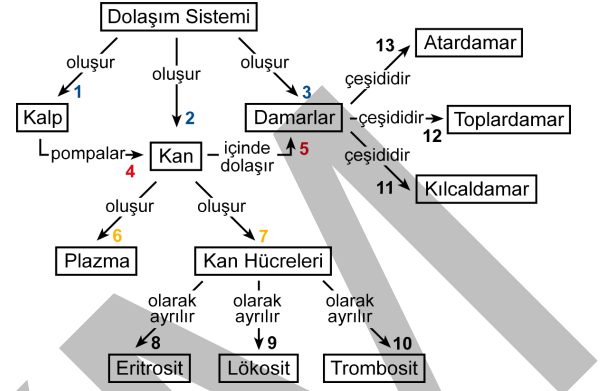 Dolaşım Sistemi
oluşur
oluşur
oluşur
1
2
3
13
Atardamar
çeşididir
Kalp
Damarlar
çeşididir
Toplardamar
12
pompalar
4
Kan
içinde
dolaşır
5
çeşididir
11
Kılcaldamar
oluşur
oluşur
6
7
Plazma
Kan Hücreleri
olarak
ayrılır
olarak
ayrılır
olarak
ayrılır
8
9
10
Eritrosit
Lökosit
Trombosit